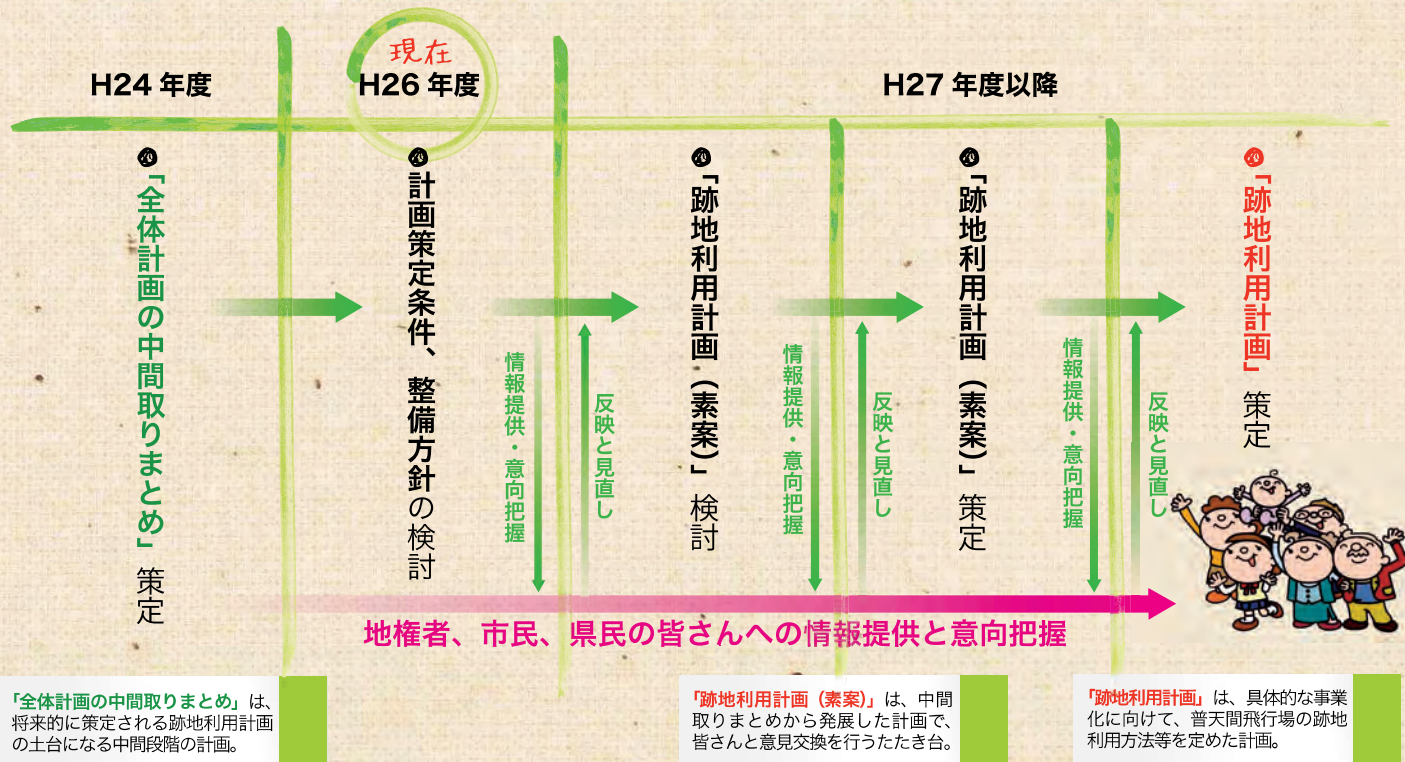 H24 年度
現在
H26 年度
H27 年度以降
「全体計画の中間取りまとめ」策定
計画策定条件、整備方針の検討
情報提供・意向把握
反映と見直し
「跡地利用計画（素案）」検討
情報提供・意向把握
反映と見直し
「跡地利用計画（素案）」策定
情報提供・意向把握
反映と見直し
「跡地利用計画」策定
地権者、市民、県民の皆さんへの情報提供と意向把握
「全体計画の中間取りまとめ」は、
将来的に策定される跡地利用計画
の土台になる中間段階の計画。
「跡地利用計画（素案）」は、中間
取りまとめから発展した計画で、
皆さんと意見交換を行うたたき台。
「跡地利用計画」は、具体的な事業
化に向けて、普天間飛行場の跡地
利用方法等を定めた計画。